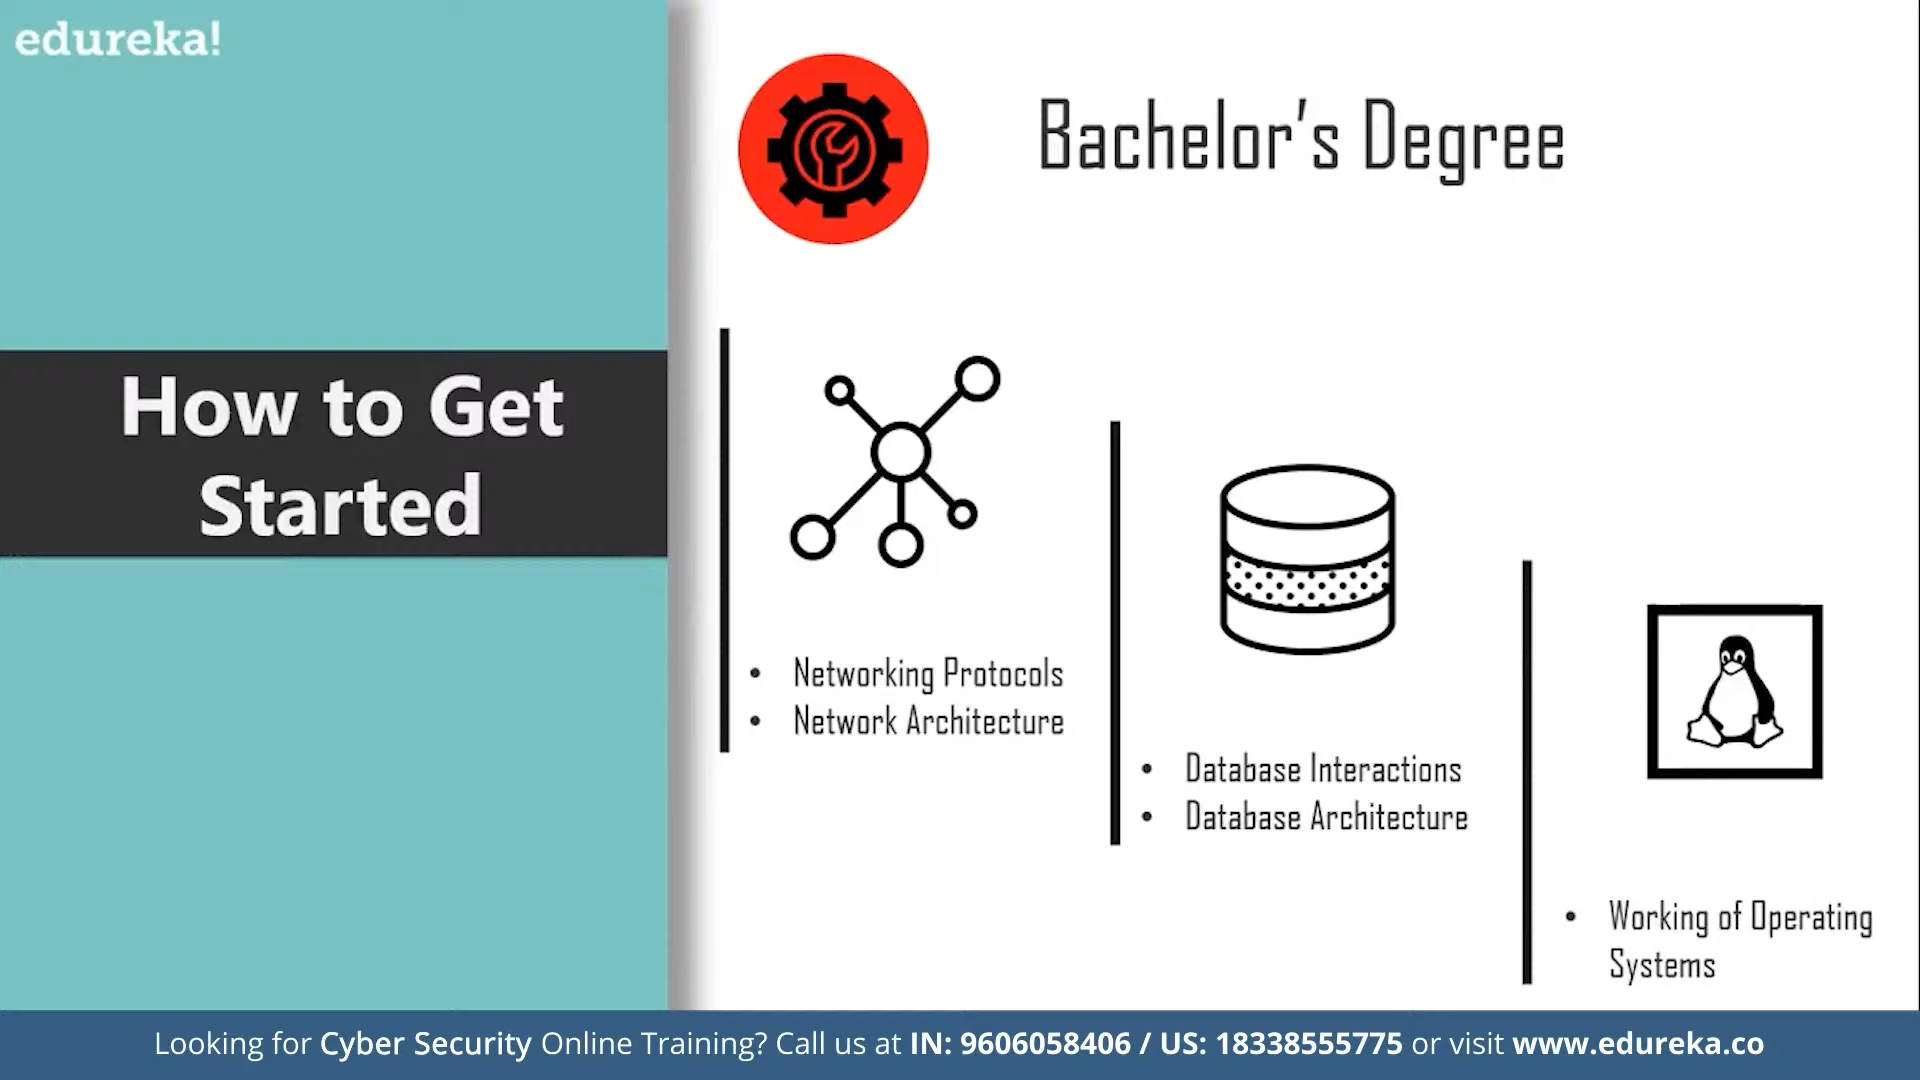 edureka!
How to Get
Started
Bachelor's Degree
• Networking Protocols
• Network Architecture
• Database Interactions
• Database Architecture
• Working of Operating
Systems
Looking for Cyber Security Online Training? Call us at IN: 9606058406 / US: 18338555775 or visit www.edureka.co